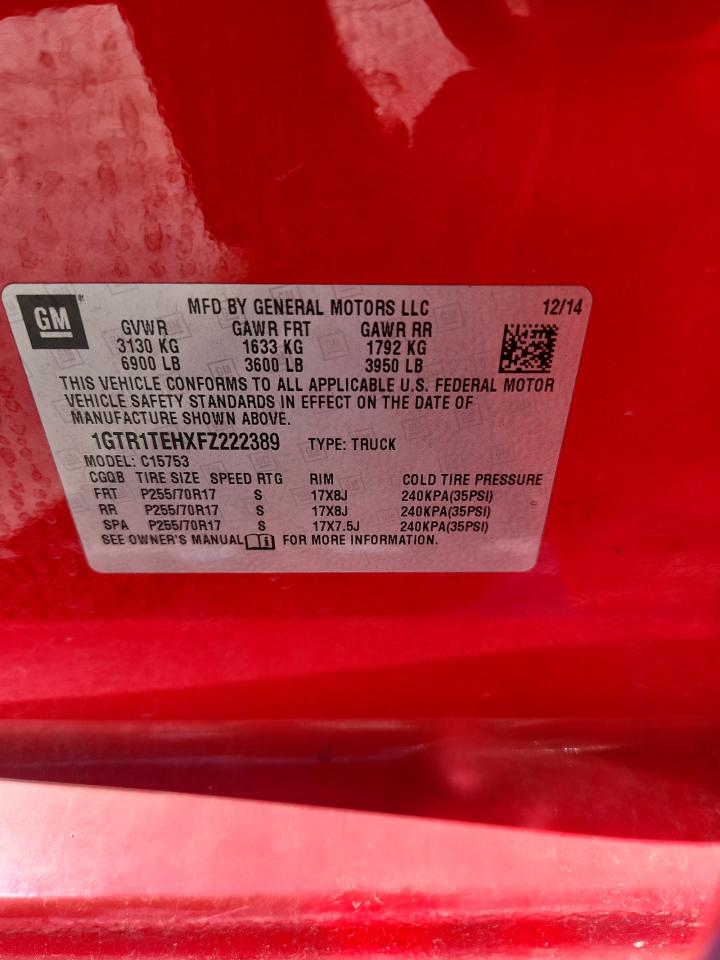 GM
MFD BY GENERAL MOTORS LLC 12/14
GVWR GAWR FRT GAWR RR
3130 KG 1633 KG 1792 KG
6900 LB 3600 LB 3950 LB
THIS VEHICLE CONFORMS TO ALL APPLICABLE U.S. FEDERAL MOTOR
VEHICLE SAFETY STANDARDS IN EFFECT ON THE DATE OF
MANUFACTURE SHOWN ABOVE.
1GTR1TEHXFZ222389 TYPE: TRUCK
MODEL: C15753
CGQB TIRE SIZE SPEED RTG RIM COLD TIRE PRESSURE
FRT P255/70R17 S 17X8J 240KPA(35PSI)
RR P255/70R17 S 17X8J 240KPA(35PSI)
SPA P255/70R17 S 17X7.5J 240KPA(35PSI)
SEE OWNER'S MANUAL FOR MORE INFORMATION.